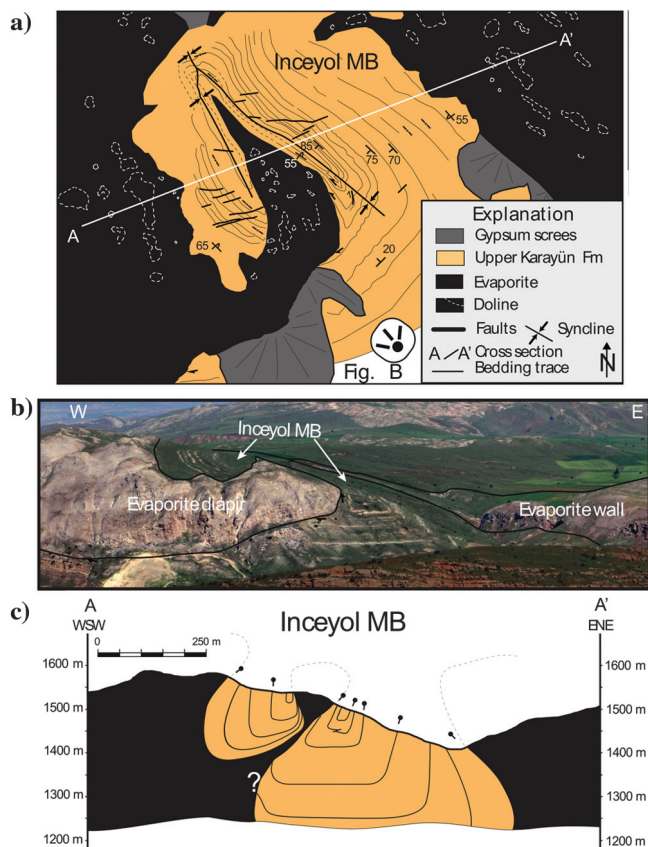 a)
Inceyol MB
A'
55
85
55
75
70
A
65
20
Fig. B
Explanation
Gypsum screes
Upper Karayün Fm
Evaporite
Doline
Faults
Syncline
A A' Cross section
N
Bedding trace
b)
W
E
Inceyol MB
Evaporite diapir
Evaporite wall
c)
A
WSW
Inceyol MB
A'
ENE
0 250 m
1600 m
1600 m
1500 m
1500 m
1400 m
1400 m
?
1300 m
1300 m
1200 m
1200 m